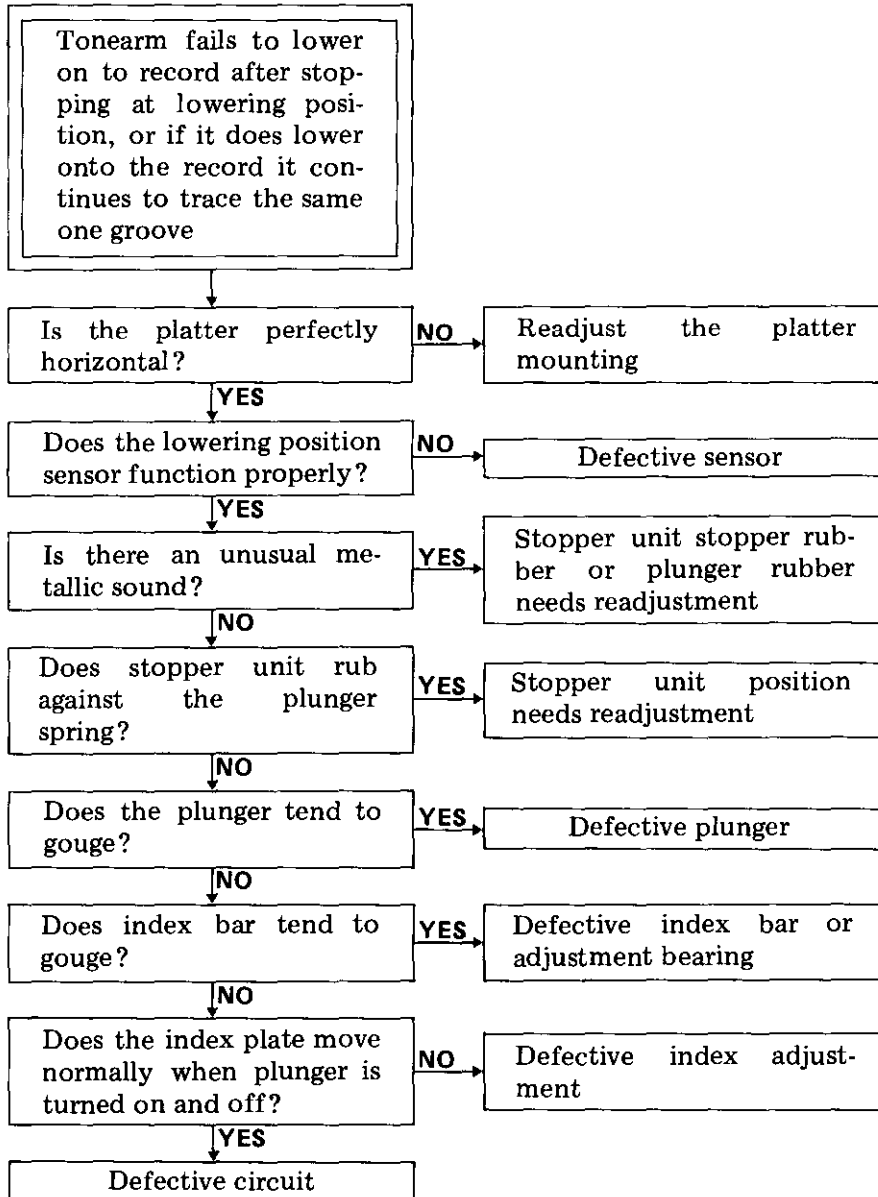 Tonearm fails to lower
on to record after stop-
ping at lowering posi-
tion, or if it does lower
onto the record it con-
tinues to trace the same
one groove
Is the platter perfectly
horizontal?
NO
Readjust the platter
mounting
YES
Does the lowering position
sensor function properly?
NO
Defective sensor
YES
Is there an unusual me-
tallic sound?
YES
Stopper unit stopper rub-
ber or plunger rubber
needs readjustment
NO
Does stopper unit rub
against the plunger
spring?
YES
Stopper unit position
needs readjustment
NO
Does the plunger tend to
gouge?
YES
Defective plunger
NO
Does index bar tend to
gouge?
YES
Defective index bar or
adjustment bearing
NO
Does the index plate move
normally when plunger is
turned on and off?
NO
Defective index adjust-
ment
YES
Defective circuit